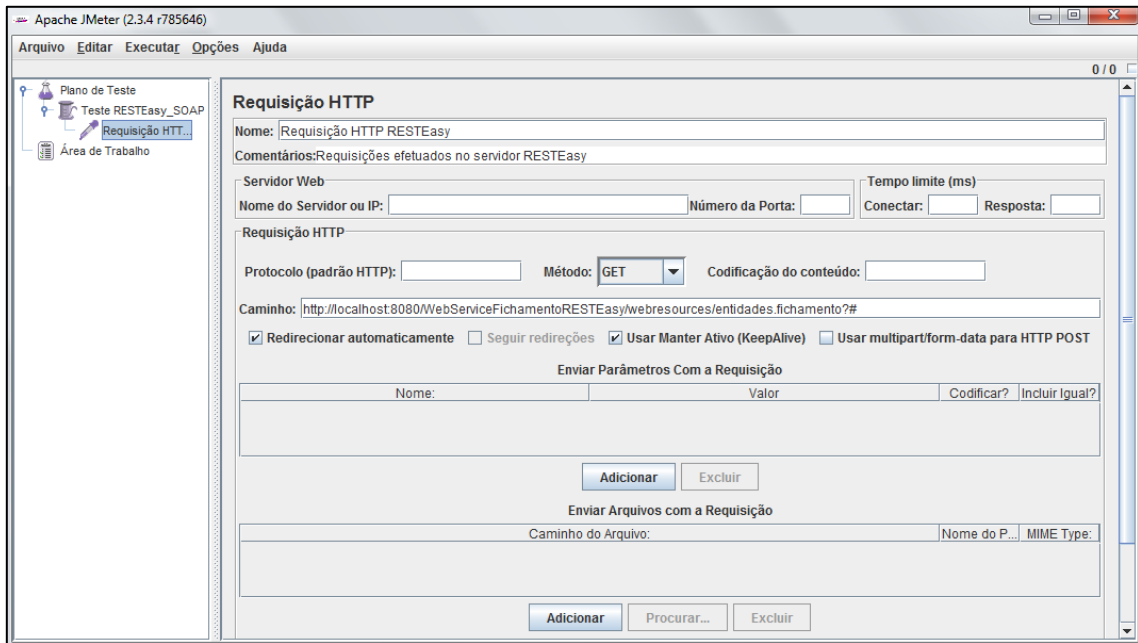 Apache JMeter (2.3.4 r785646)
Arquivo Editar Executar Opções Ajuda
0 / 0
Plano de Teste
Teste RESTEasy_SOAP
Requisição HTT...
Área de Trabalho
Requisição HTTP
Nome: Requisição HTTP RESTEasy
Comentários: Requisições efetuados no servidor RESTEasy
Servidor Web Tempo limite (ms)
Nome do Servidor ou IP: Número da Porta: Conectar: Resposta:
Requisição HTTP
Protocolo (padrão HTTP): Método: GET Codificação do conteúdo:
Caminho: http://localhost:8080/WebServiceFichamentoRESTEasy/webresources/entidades.fichamento?#
Redirecionar automaticamente Seguir redireções Usar Manter Ativo (KeepAlive) Usar multipart/form-data para HTTP POST
Enviar Parâmetros Com a Requisição
Nome: Valor Codificar? Incluir Igual?
Adicionar Excluir
Enviar Arquivos com a Requisição
Caminho do Arquivo: Nome do P... MIME Type:
Adicionar Procurar... Excluir